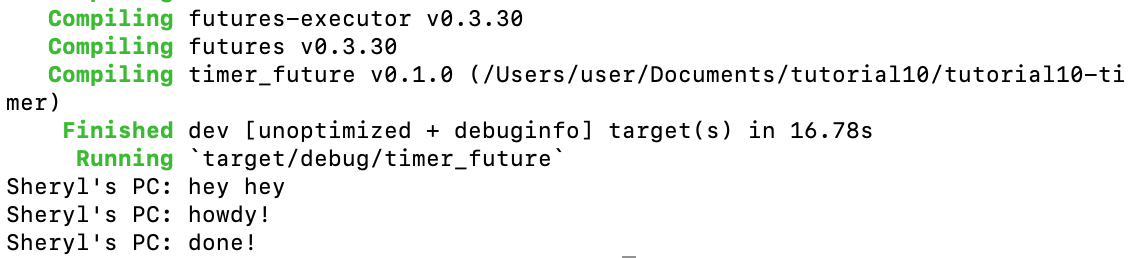 Compiling futures-executor v0.3.30
Compiling futures v0.3.30
Compiling timer_future v0.1.0 (/Users/user/Documents/tutorial10/tutorial10-ti
mer)
Finished dev [unoptimized + debuginfo] target(s) in 16.78s
Running `target/debug/timer_future`
Sheryl's PC: hey hey
Sheryl's PC: howdy!
Sheryl's PC: done!